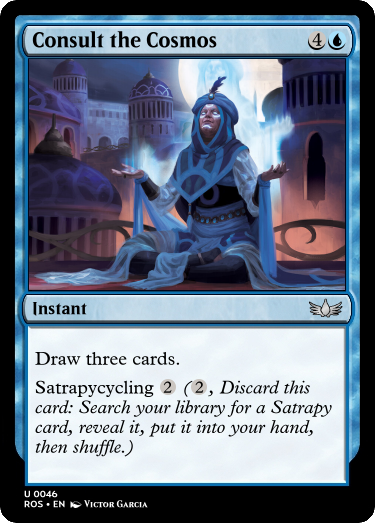 Consult the Cosmos 4
Instant
Draw three cards.
Satrapycycling 2 (2, Discard this
card: Search your library for a Satrapy
card, reveal it, put it into your hand,
then shuffle.)
U 0046
ROS • EN Victor Garcia